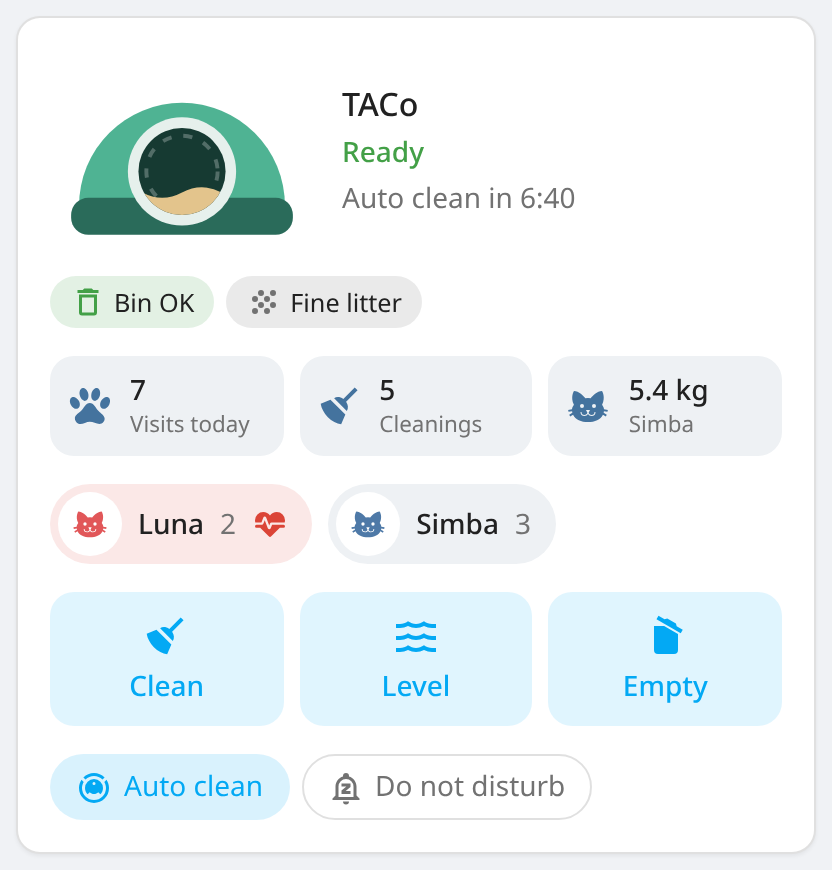 TACo
Ready
Auto clean in 6:40
Bin OK
Fine litter
7
Visits today
5
Cleanings
5.4 kg
Simba
Luna 2
Simba 3
Clean
Level
Empty
Auto clean
Do not disturb